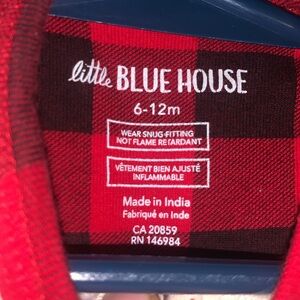 little BLUE HOUSE
6-12m
WEAR SNUG-FITTING
NOT FLAME RETARDANT
VÊTEMENT BIEN AJUSTÉ
INFLAMMABLE
Made in India
Fabriqué en Inde
CA 20859
RN 146984